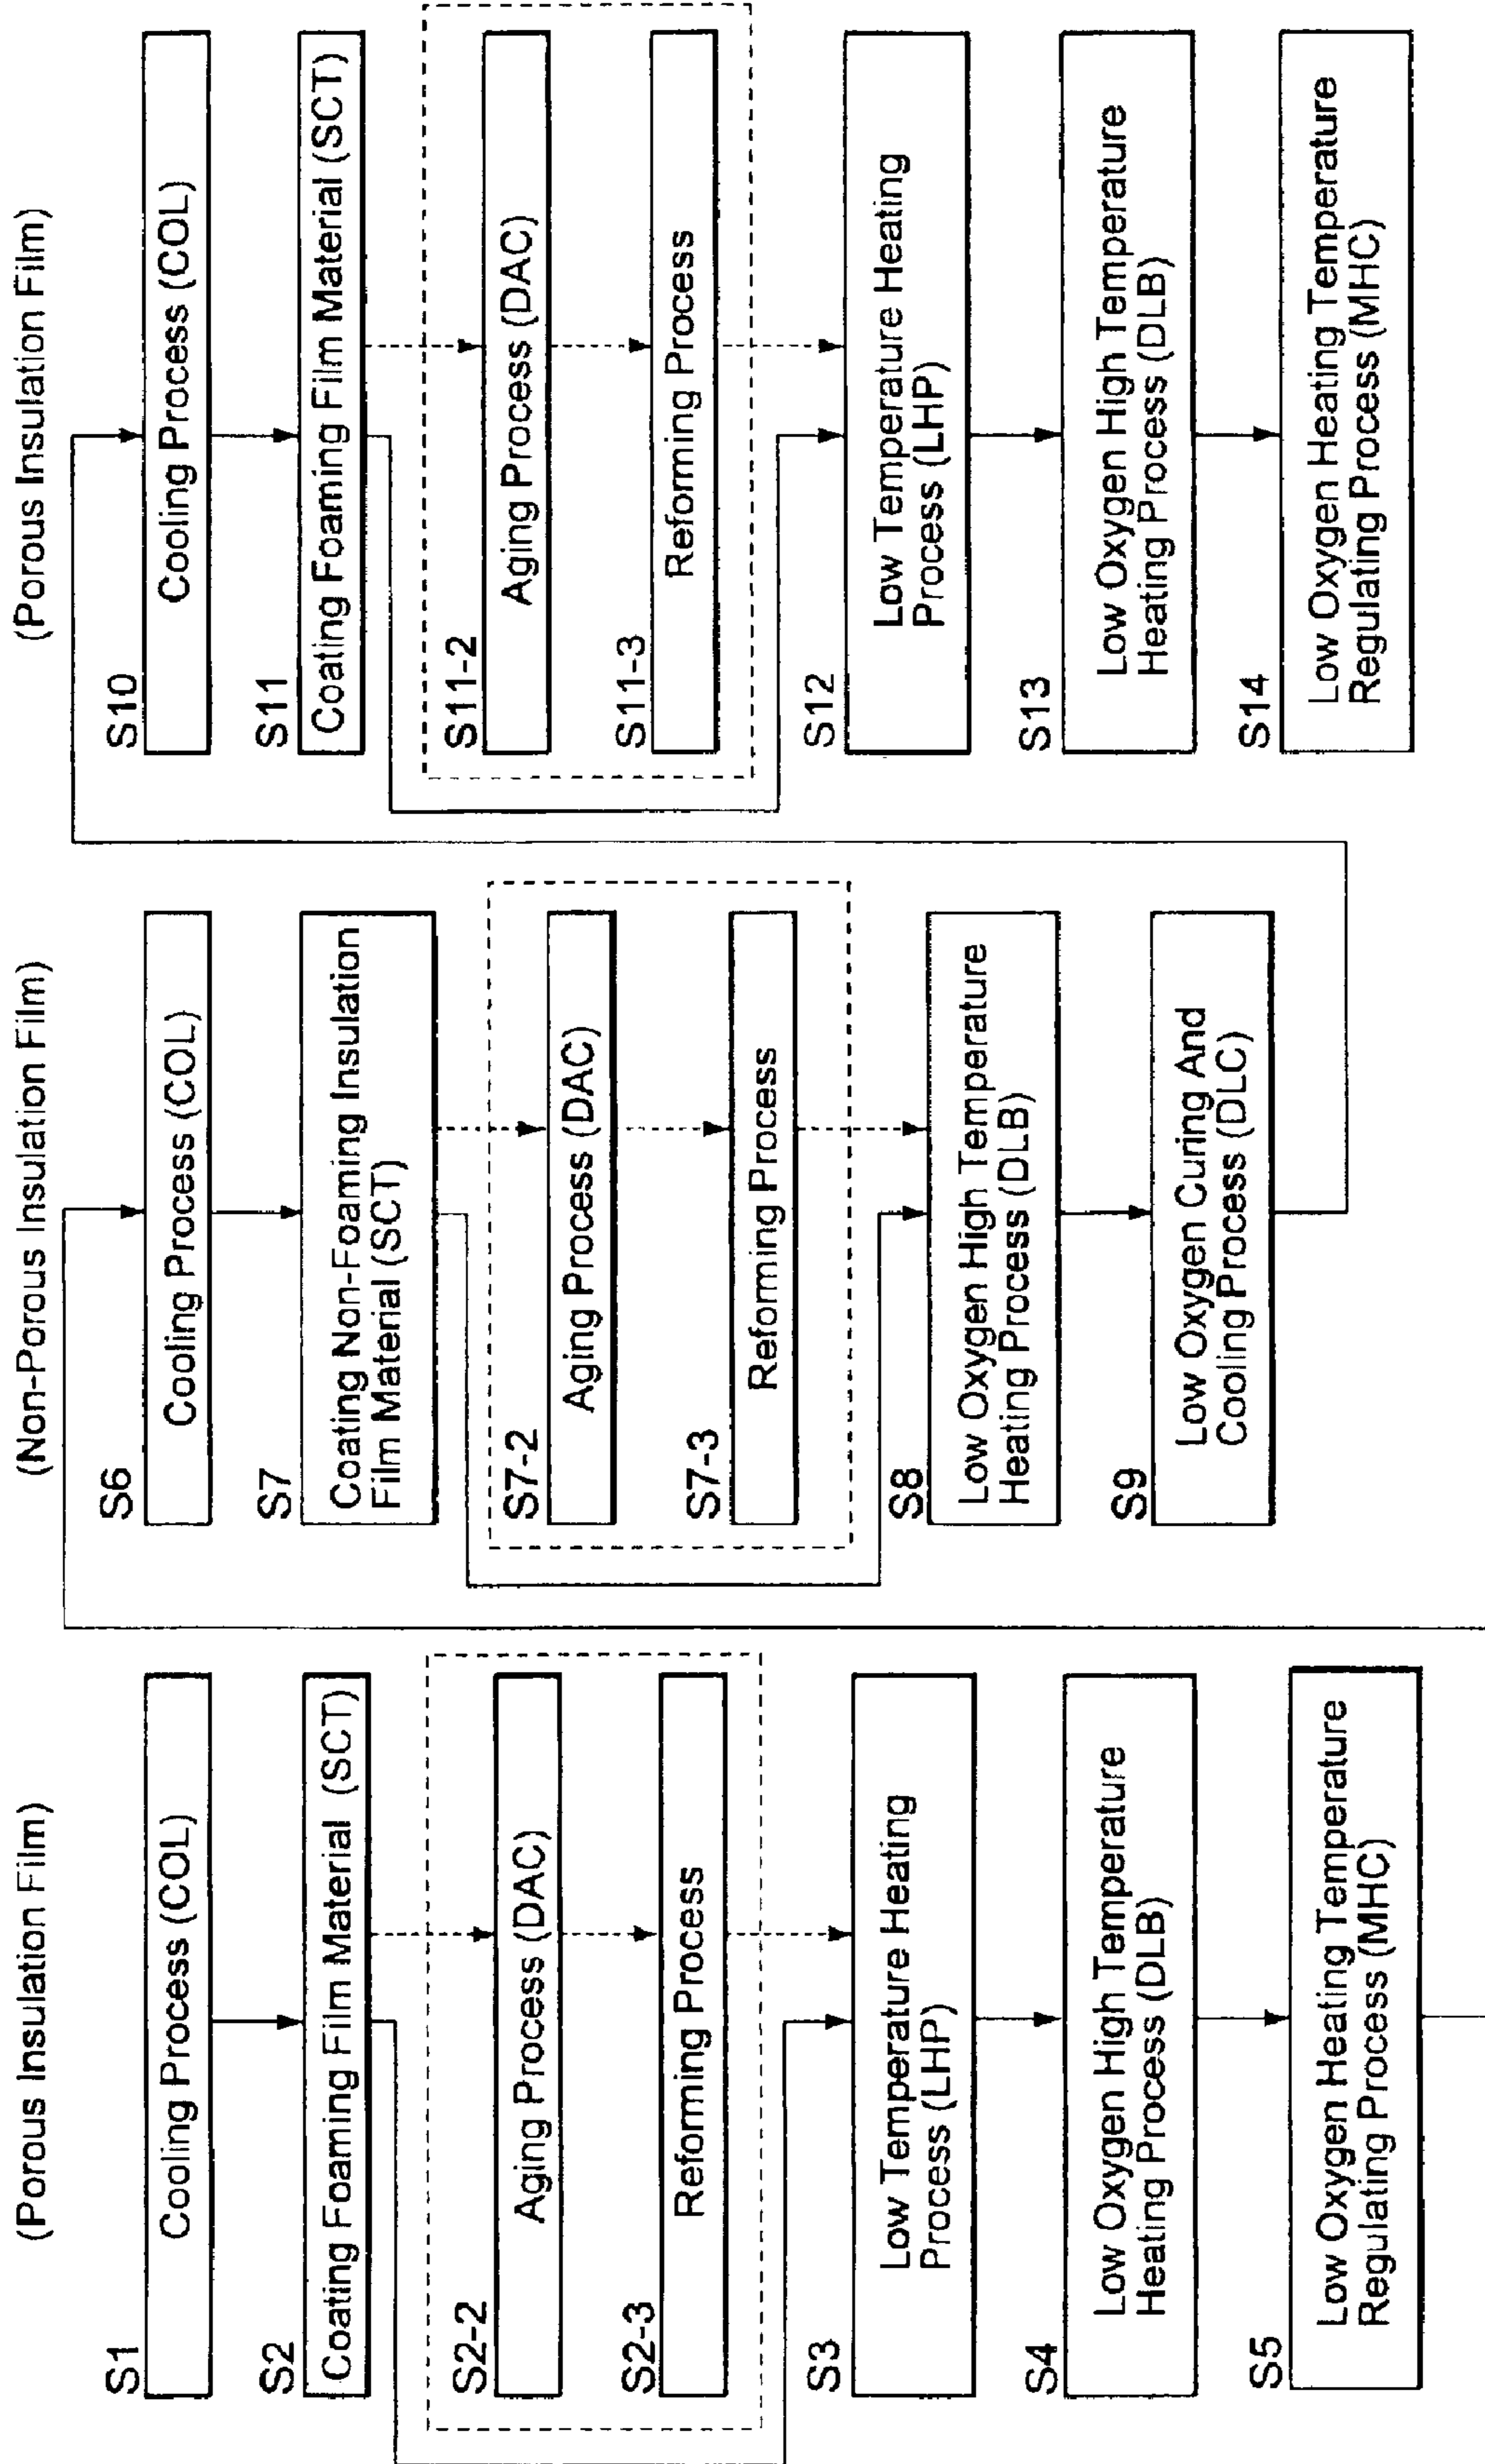 (Porous Insulation Film)
S1
Cooling Process (COL)
S2
Coating Foaming Film Material (SCT)
S2-2
Aging Process (DAC)
S2-3
Reforming Process
S3
Low Temperature Heating
Process (LHP)
S4
Low Oxygen High Temperature
Heating Process (DLB)
S5
Low Oxygen Heating Temperature
Regulating Process (MHC)
(Non-Porous Insulation Film)
S6
Cooling Process (COL)
S7
Coating Non-Foaming Insulation
Film Material (SCT)
S7-2
Aging Process (DAC)
S7-3
Reforming Process
S8
Low Oxygen High Temperature
Heating Process (DLB)
S9
Low Oxygen Curing And
Cooling Process (DLC)
(Porous Insulation Film)
S10
Cooling Process (COL)
S11
Coating Foaming Film Material (SCT)
S11-2
Aging Process (DAC)
S11-3
Reforming Process
S12
Low Temperature Heating
Process (LHP)
S13
Low Oxygen High Temperature
Heating Process (DLB)
S14
Low Oxygen Heating Temperature
Regulating Process (MHC)